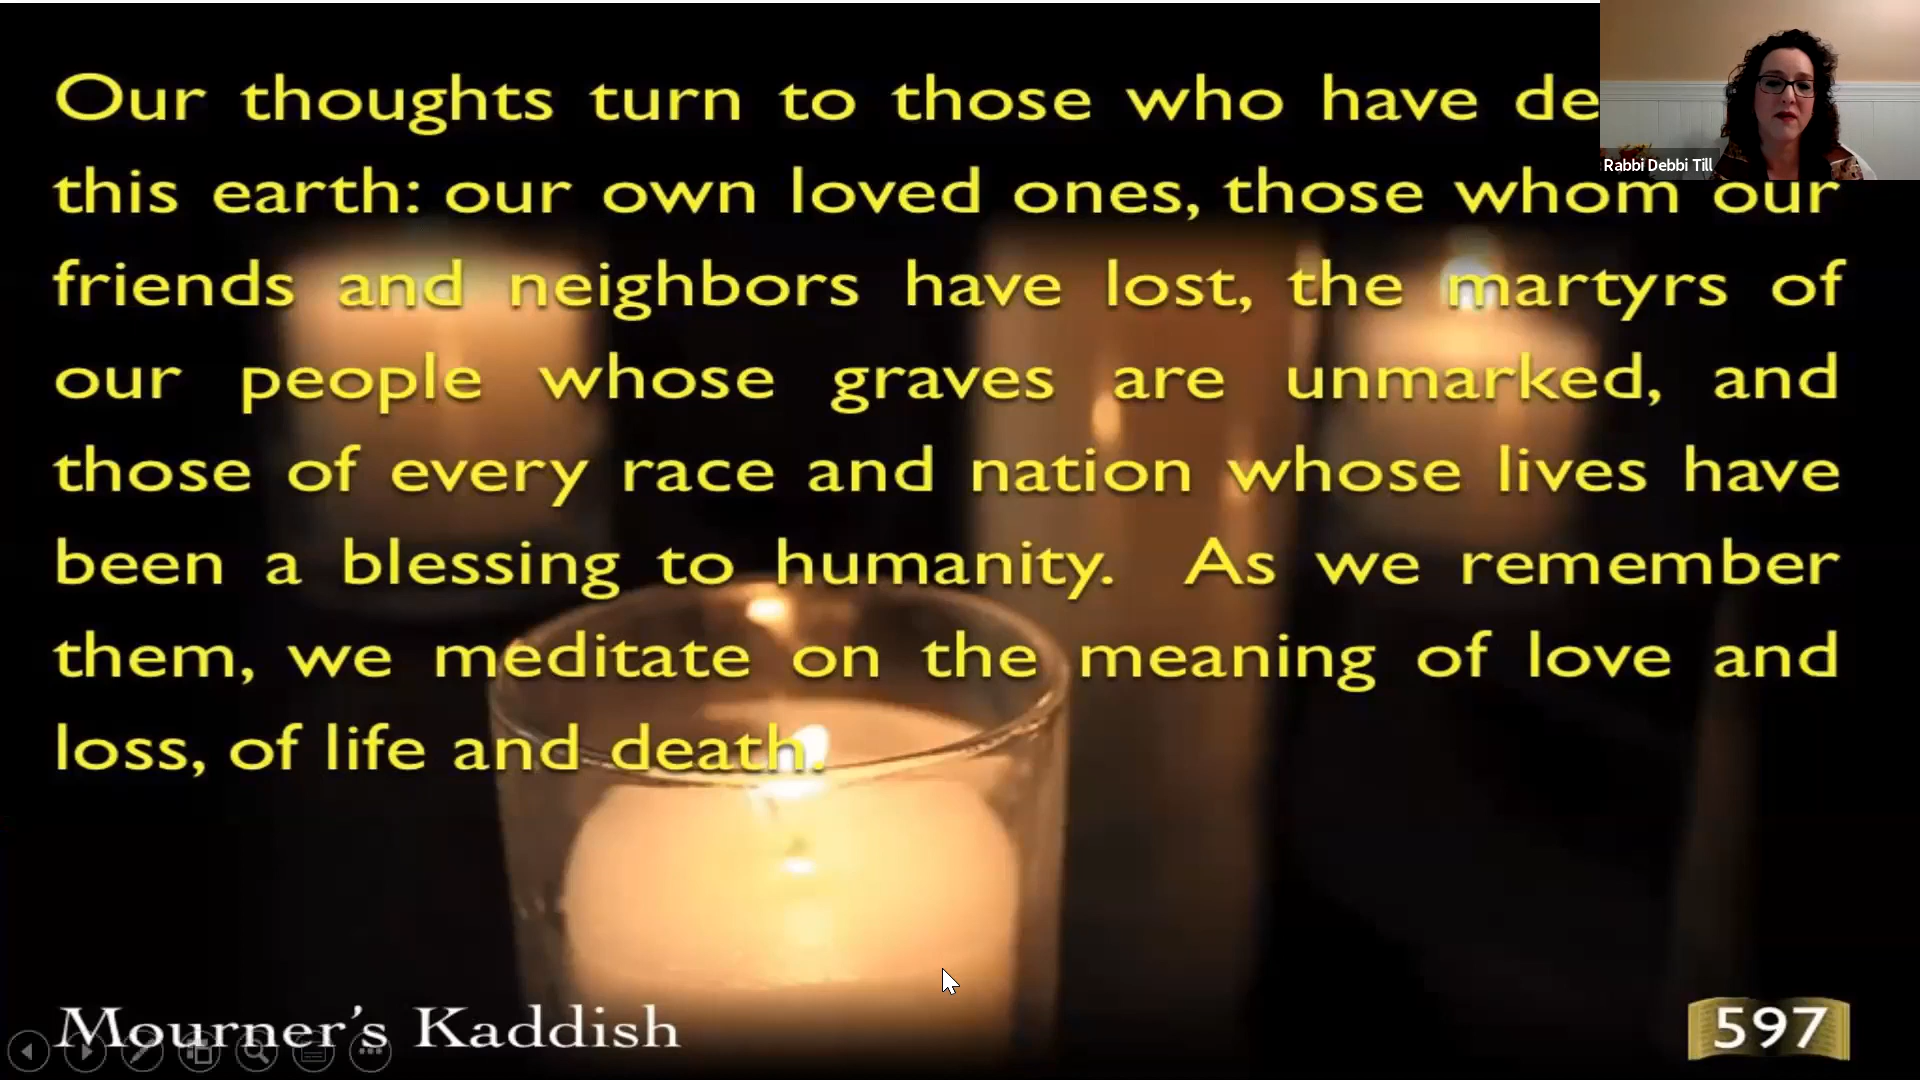 Our thoughts turn to those who have de
this earth: our own loved ones, those whom our
friends and neighbors have lost, the martyrs of
our people whose graves are unmarked, and
those of every race and nation whose lives have
been a blessing to humanity. As we remember
them, we meditate on the meaning of love and
loss, of life and death.
Rabbi Debbi Till
Mourner's Kaddish
597